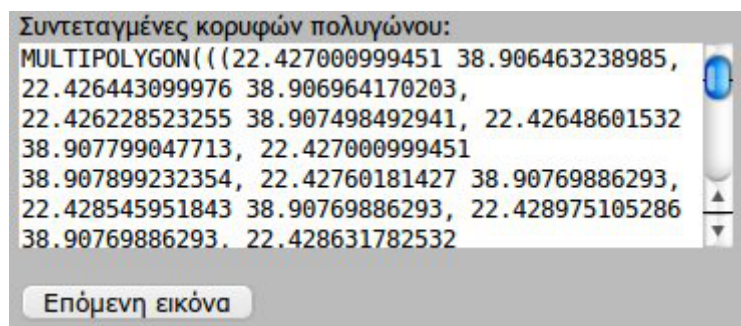 Συντεταγμένες κορυφών πολυγώνου:
MULTIPOLYGON(((22.427000999451 38.906463238985,
22.426443099976 38.906964170203,
22.426228523255 38.907498492941, 22.42648601532
38.907799047713, 22.427000999451
38.907899232354, 22.42760181427 38.90769886293,
22.428545951843 38.90769886293, 22.428975105286
38.90769886293, 22.428631782532
Επόμενη εικόνα